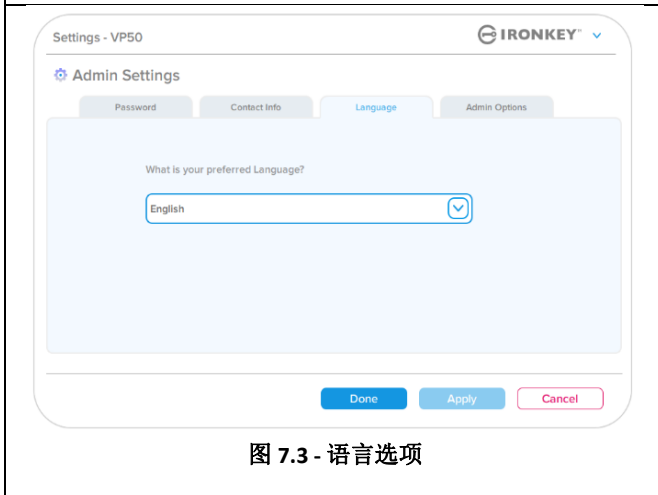 Settings - VP50
IRONKEY™
Admin Settings
Password
Contact Info
Language
Admin Options
What is your preferred Language?
English
Done
Apply
Cancel
图 7.3 - 语言选项